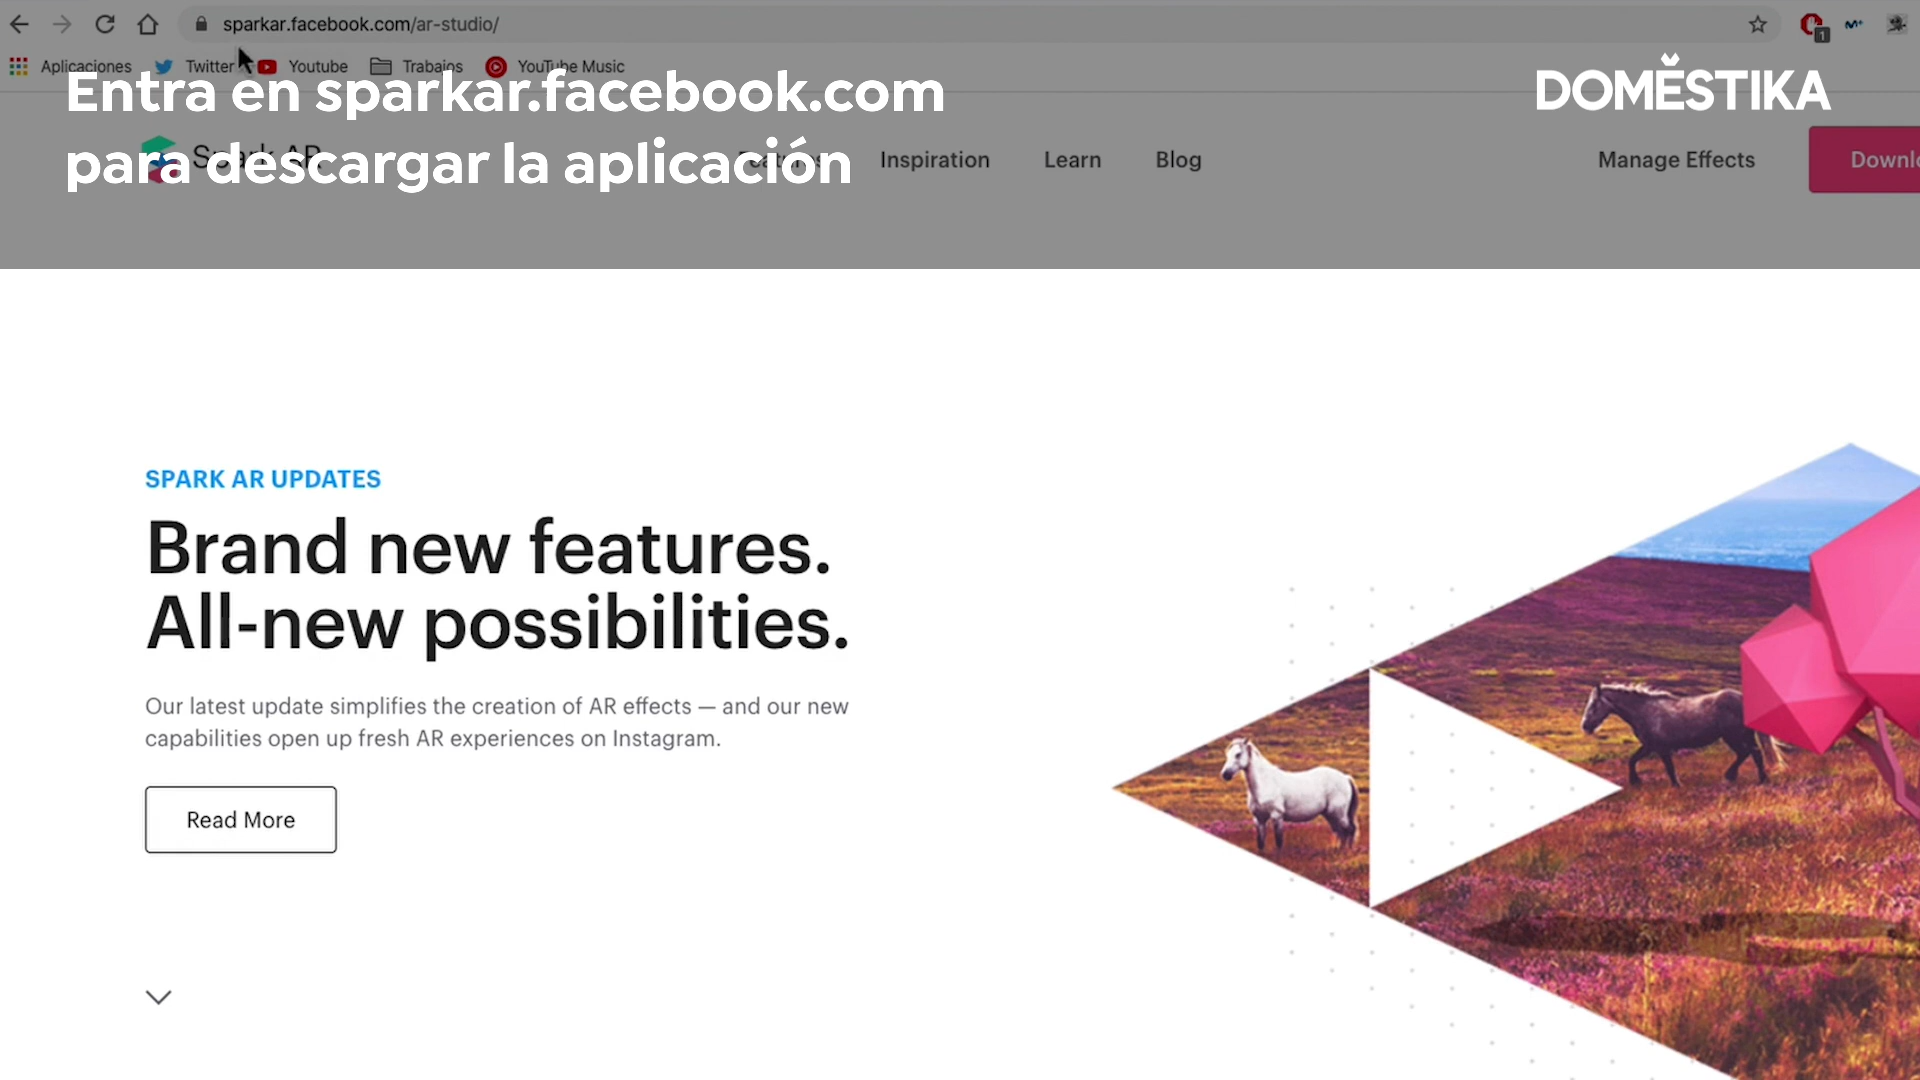 sparkar.facebook.com/ar-studio/
1
Aplicaciones Twitter Youtube Trabajos YouTube Music
Entra en sparkar.facebook.com
para descargar la aplicación
DOMESTIKA
Spark AR Features Inspiration Learn Blog Manage Effects Downlo
SPARK AR UPDATES
Brand new features.
All-new possibilities.
Our latest update simplifies the creation of AR effects — and our new
capabilities open up fresh AR experiences on Instagram.
Read More